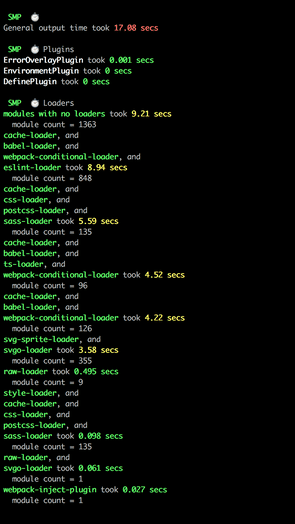 SMP ⏱
General output time took 17.08 secs
SMP ⏱ Plugins
ErrorOverlayPlugin took 0.001 secs
EnvironmentPlugin took 0 secs
DefinePlugin took 0 secs
SMP ⏱ Loaders
modules with no loaders took 9.21 secs
module count = 1363
cache-loader, and
babel-loader, and
webpack-conditional-loader, and
eslint-loader took 8.94 secs
module count = 848
cache-loader, and
css-loader, and
postcss-loader, and
sass-loader took 5.59 secs
module count = 135
cache-loader, and
babel-loader, and
ts-loader, and
webpack-conditional-loader took 4.52 secs
module count = 96
cache-loader, and
babel-loader, and
webpack-conditional-loader took 4.22 secs
module count = 126
svg-sprite-loader, and
svgo-loader took 3.58 secs
module count = 355
raw-loader took 0.495 secs
module count = 9
style-loader, and
cache-loader, and
css-loader, and
postcss-loader, and
sass-loader took 0.098 secs
module count = 135
raw-loader, and
svgo-loader took 0.061 secs
module count = 1
webpack-inject-plugin took 0.027 secs
module count = 1